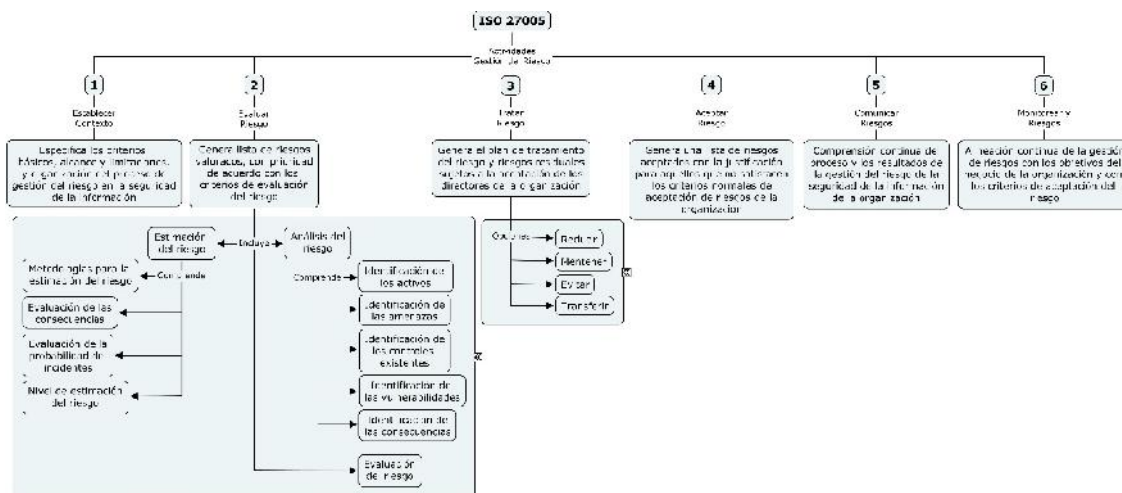 ISO 27005
Actividades
Gestión del Riesgo
1
Establecer
Contexto
Especifica los criterios
básicos, alcance y limitaciones,
y organización del proceso de
gestión del riesgo en la seguridad
de la información
2
Evaluar
Riesgo
Genera lista de riesgos
valorados, con prioridad
de acuerdo con los
criterios de evaluación
del riesgo
3
Tratar
Riesgo
Genera el plan de tratamiento
del riesgo y riesgos residuales
sujetos a la aceptación de los
directores de la organización
4
Aceptar
Riesgo
Genera una lista de riesgos
aceptados con la justificación
para aquellos que no satisfacen
los criterios normales de
aceptación de riesgos de la
organización
5
Comunicar
Riesgos
Comprensión continua de
proceso y los resultados de
la gestión del riesgo de la
seguridad de la información
de la organización
6
Monitorear y
Riesgos
Alineación continua de la gestión
de riesgos con los objetivos del
negocio de la organización y con
los criterios de aceptación del
riesgo
Estimación
del riesgo
Incluye
Análisis del
riesgo
Metodologías para la
estimación del riesgo
Comprende
Evaluación de las
consecuencias
Evaluación de la
probabilidad de
incidentes
Nivel de estimación
del riesgo
Comprende
Identificación de
los activos
Identificación de
las amenazas
Identificación de
los controles
existentes
Identificación de
las vulnerabilidades
Identificación de
las consecuencias
Evaluación
del riesgo
Opciones
Reducir
Mantener
Evitar
Transferir